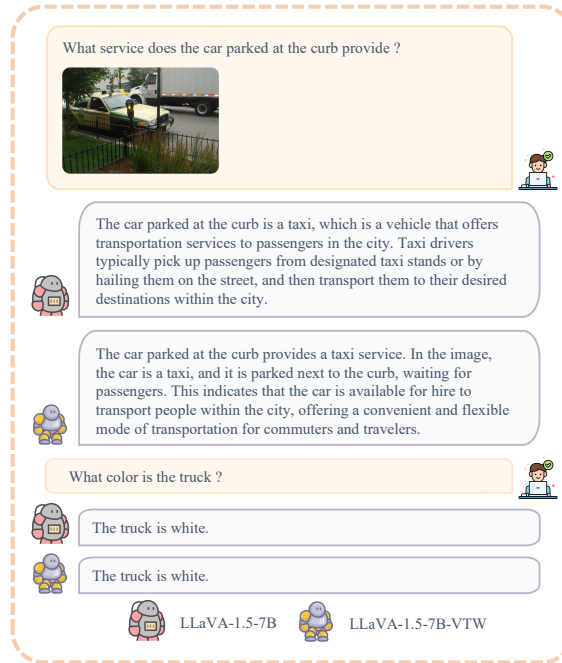 What service does the car parked at the curb provide ?
The car parked at the curb is a taxi, which is a vehicle that offers
transportation services to passengers in the city. Taxi drivers
typically pick up passengers from designated taxi stands or by
hailing them on the street, and then transport them to their desired
destinations within the city.
The car parked at the curb provides a taxi service. In the image,
the car is a taxi, and it is parked next to the curb, waiting for
passengers. This indicates that the car is available for hire to
transport people within the city, offering a convenient and flexible
mode of transportation for commuters and travelers.
What color is the truck ?
The truck is white.
The truck is white.
LLaVA-1.5-7B
LLaVA-1.5-7B-VTW